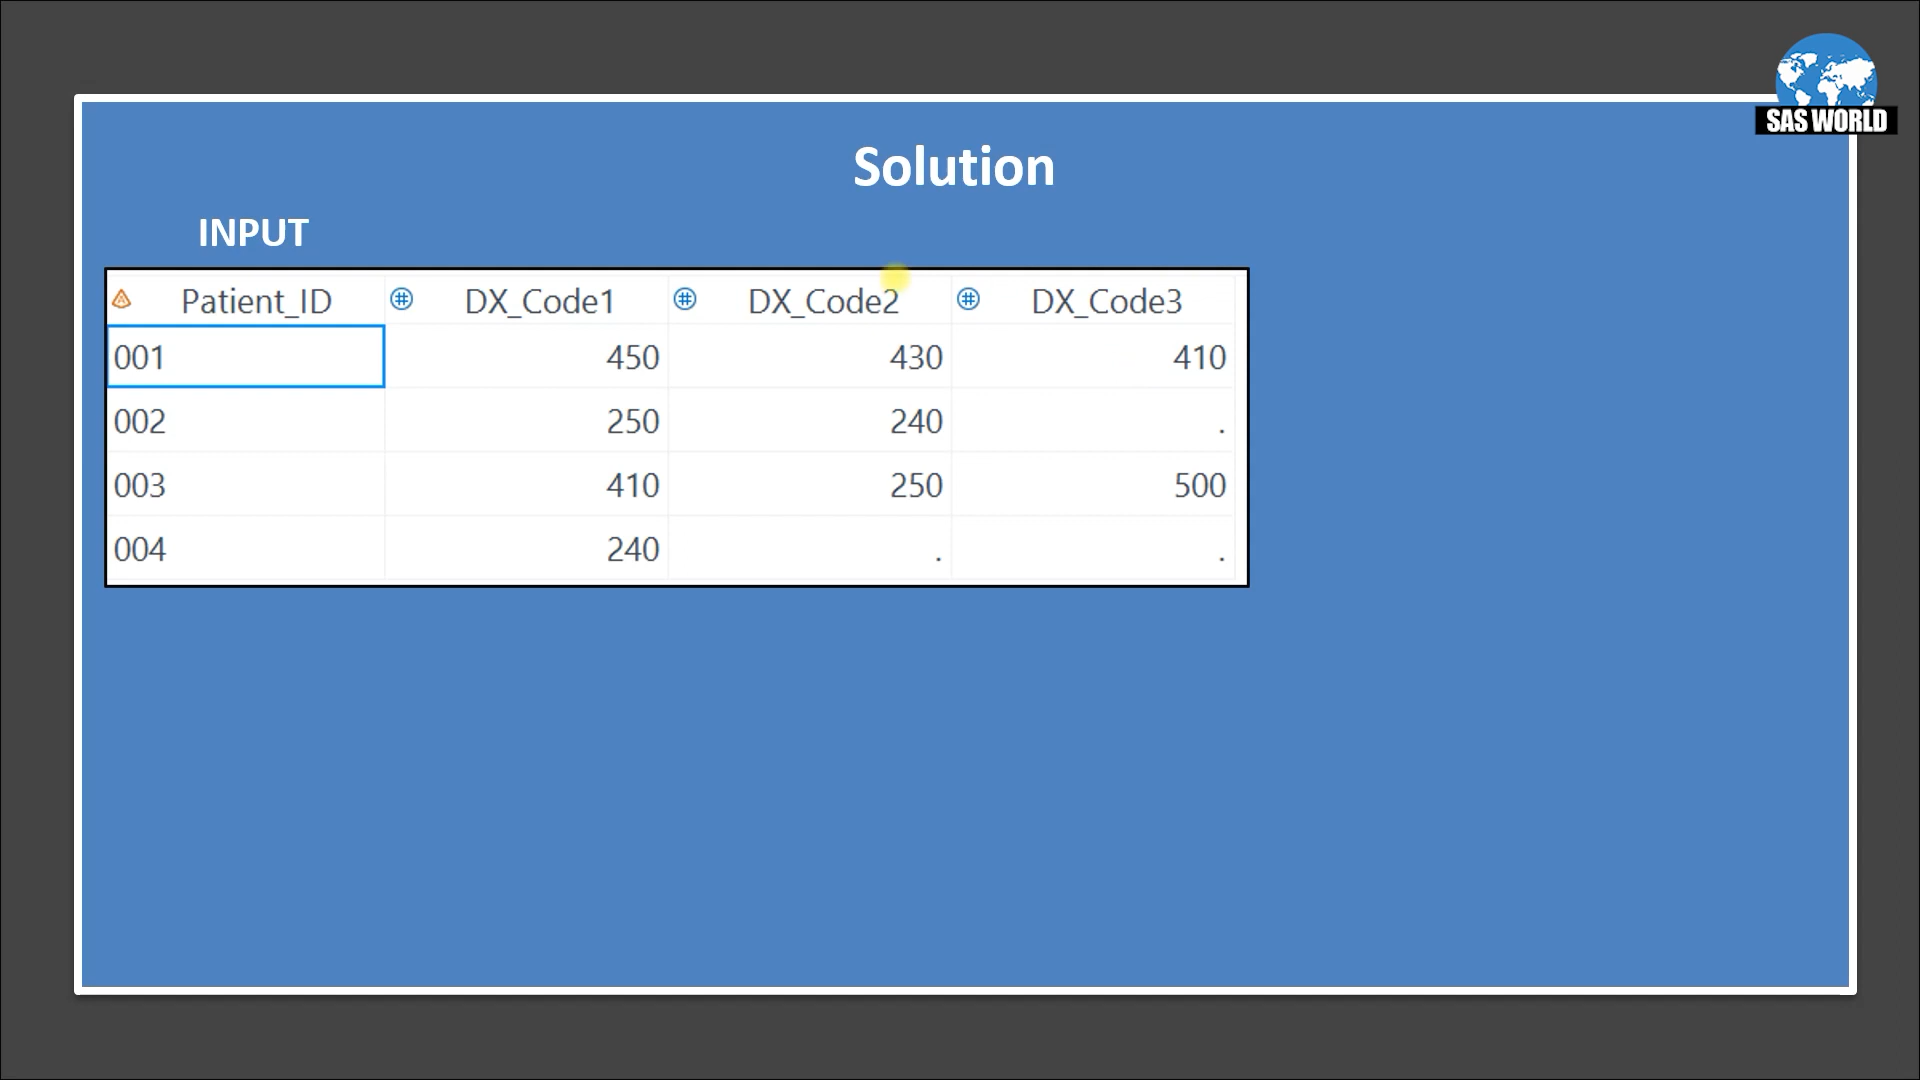 SAS WORLD
Solution
INPUT
Patient_ID DX_Code1 DX_Code2 DX_Code3
001 450 430 410
002 250 240 .
003 410 250 500
004 240 . .